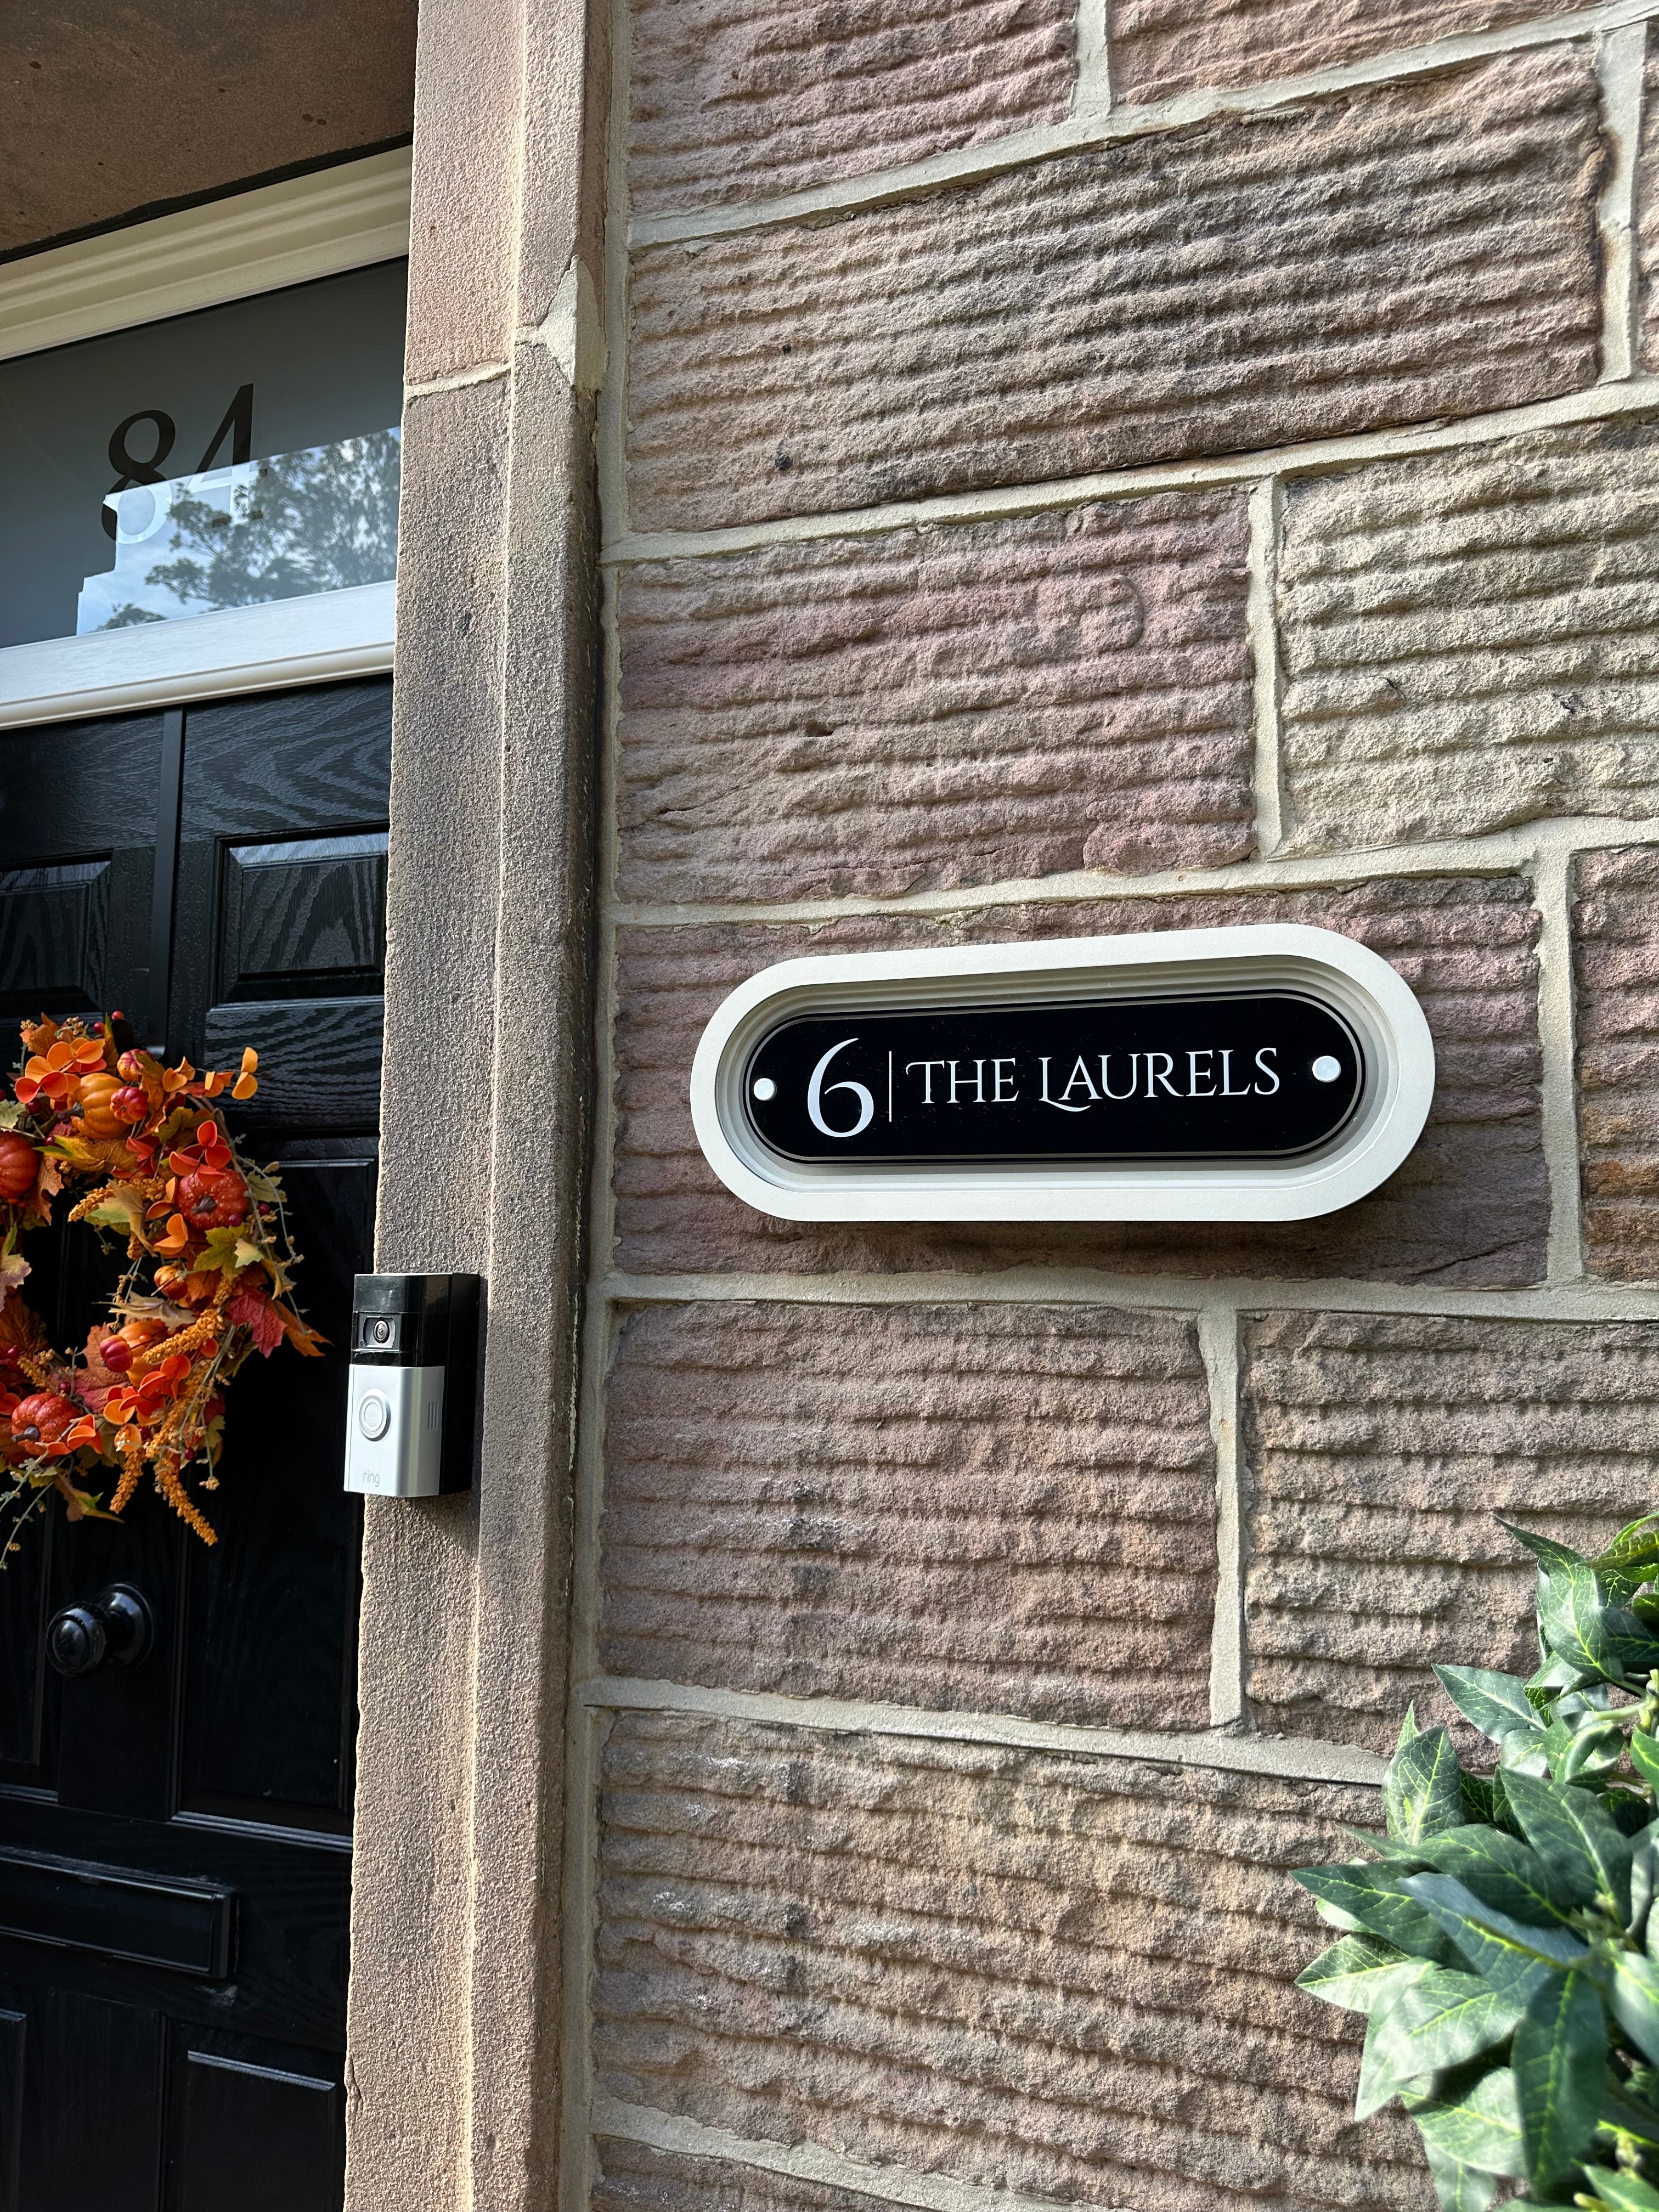 84
6 | THE LAURELS
ring